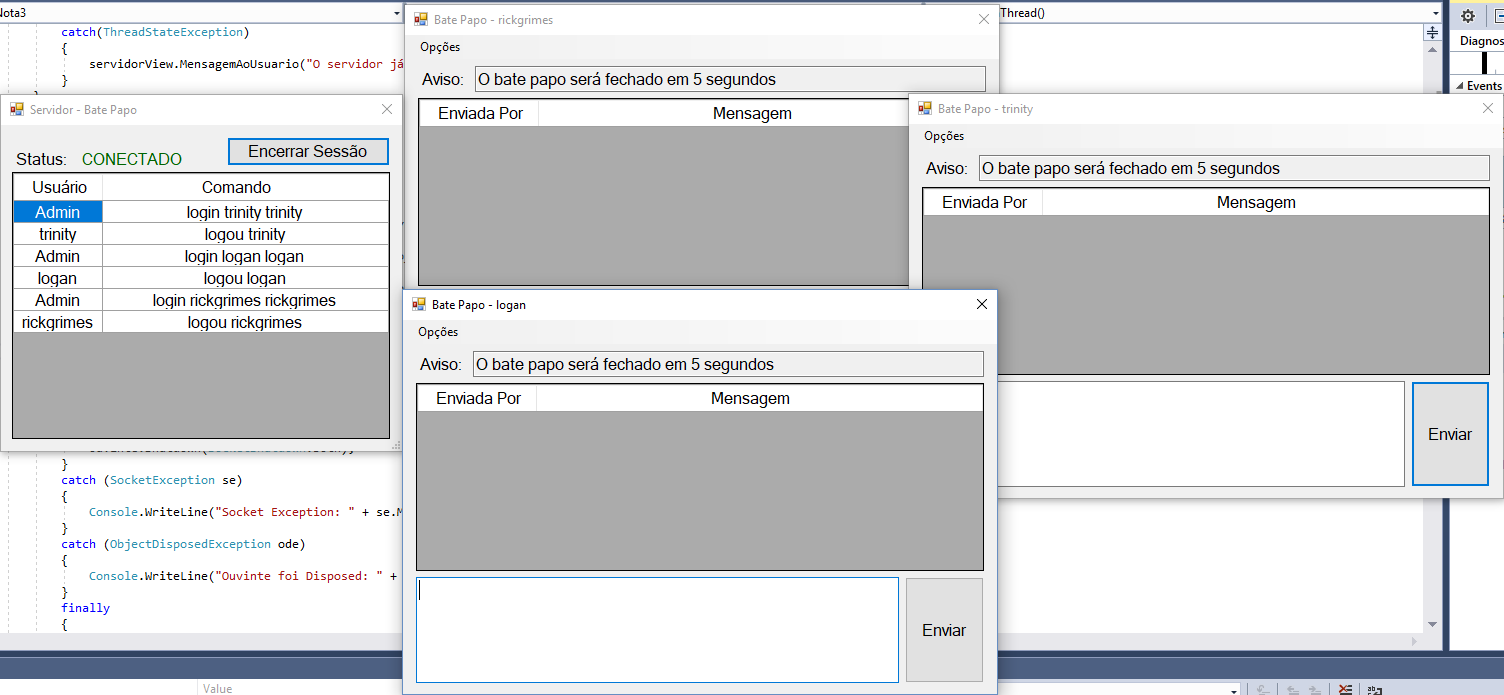 Nota3
catch(ThreadStateException)
{
servidorView.MensagemAoUsuario("O servidor já
}
Servidor - Bate Papo
Status: CONECTADO
Encerrar Sessão
Usuário Comando
Admin login trinity trinity
trinity logou trinity
Admin login logan logan
logan logou logan
Admin login rickgrimes rickgrimes
rickgrimes logou rickgrimes
}
catch (SocketException se)
{
Console.WriteLine("Socket Exception: " + se.M
}
catch (ObjectDisposedException ode)
{
Console.WriteLine("Ouvinte foi Disposed: " +
}
finally
{
Value
Bate Papo - rickgrimes
Opções
Aviso: O bate papo será fechado em 5 segundos
Enviada Por Mensagem
Thread()
Diagnos
Events
Bate Papo - trinity
Opções
Aviso: O bate papo será fechado em 5 segundos
Enviada Por Mensagem
Enviar
Bate Papo - logan
Opções
Aviso: O bate papo será fechado em 5 segundos
Enviada Por Mensagem
Enviar